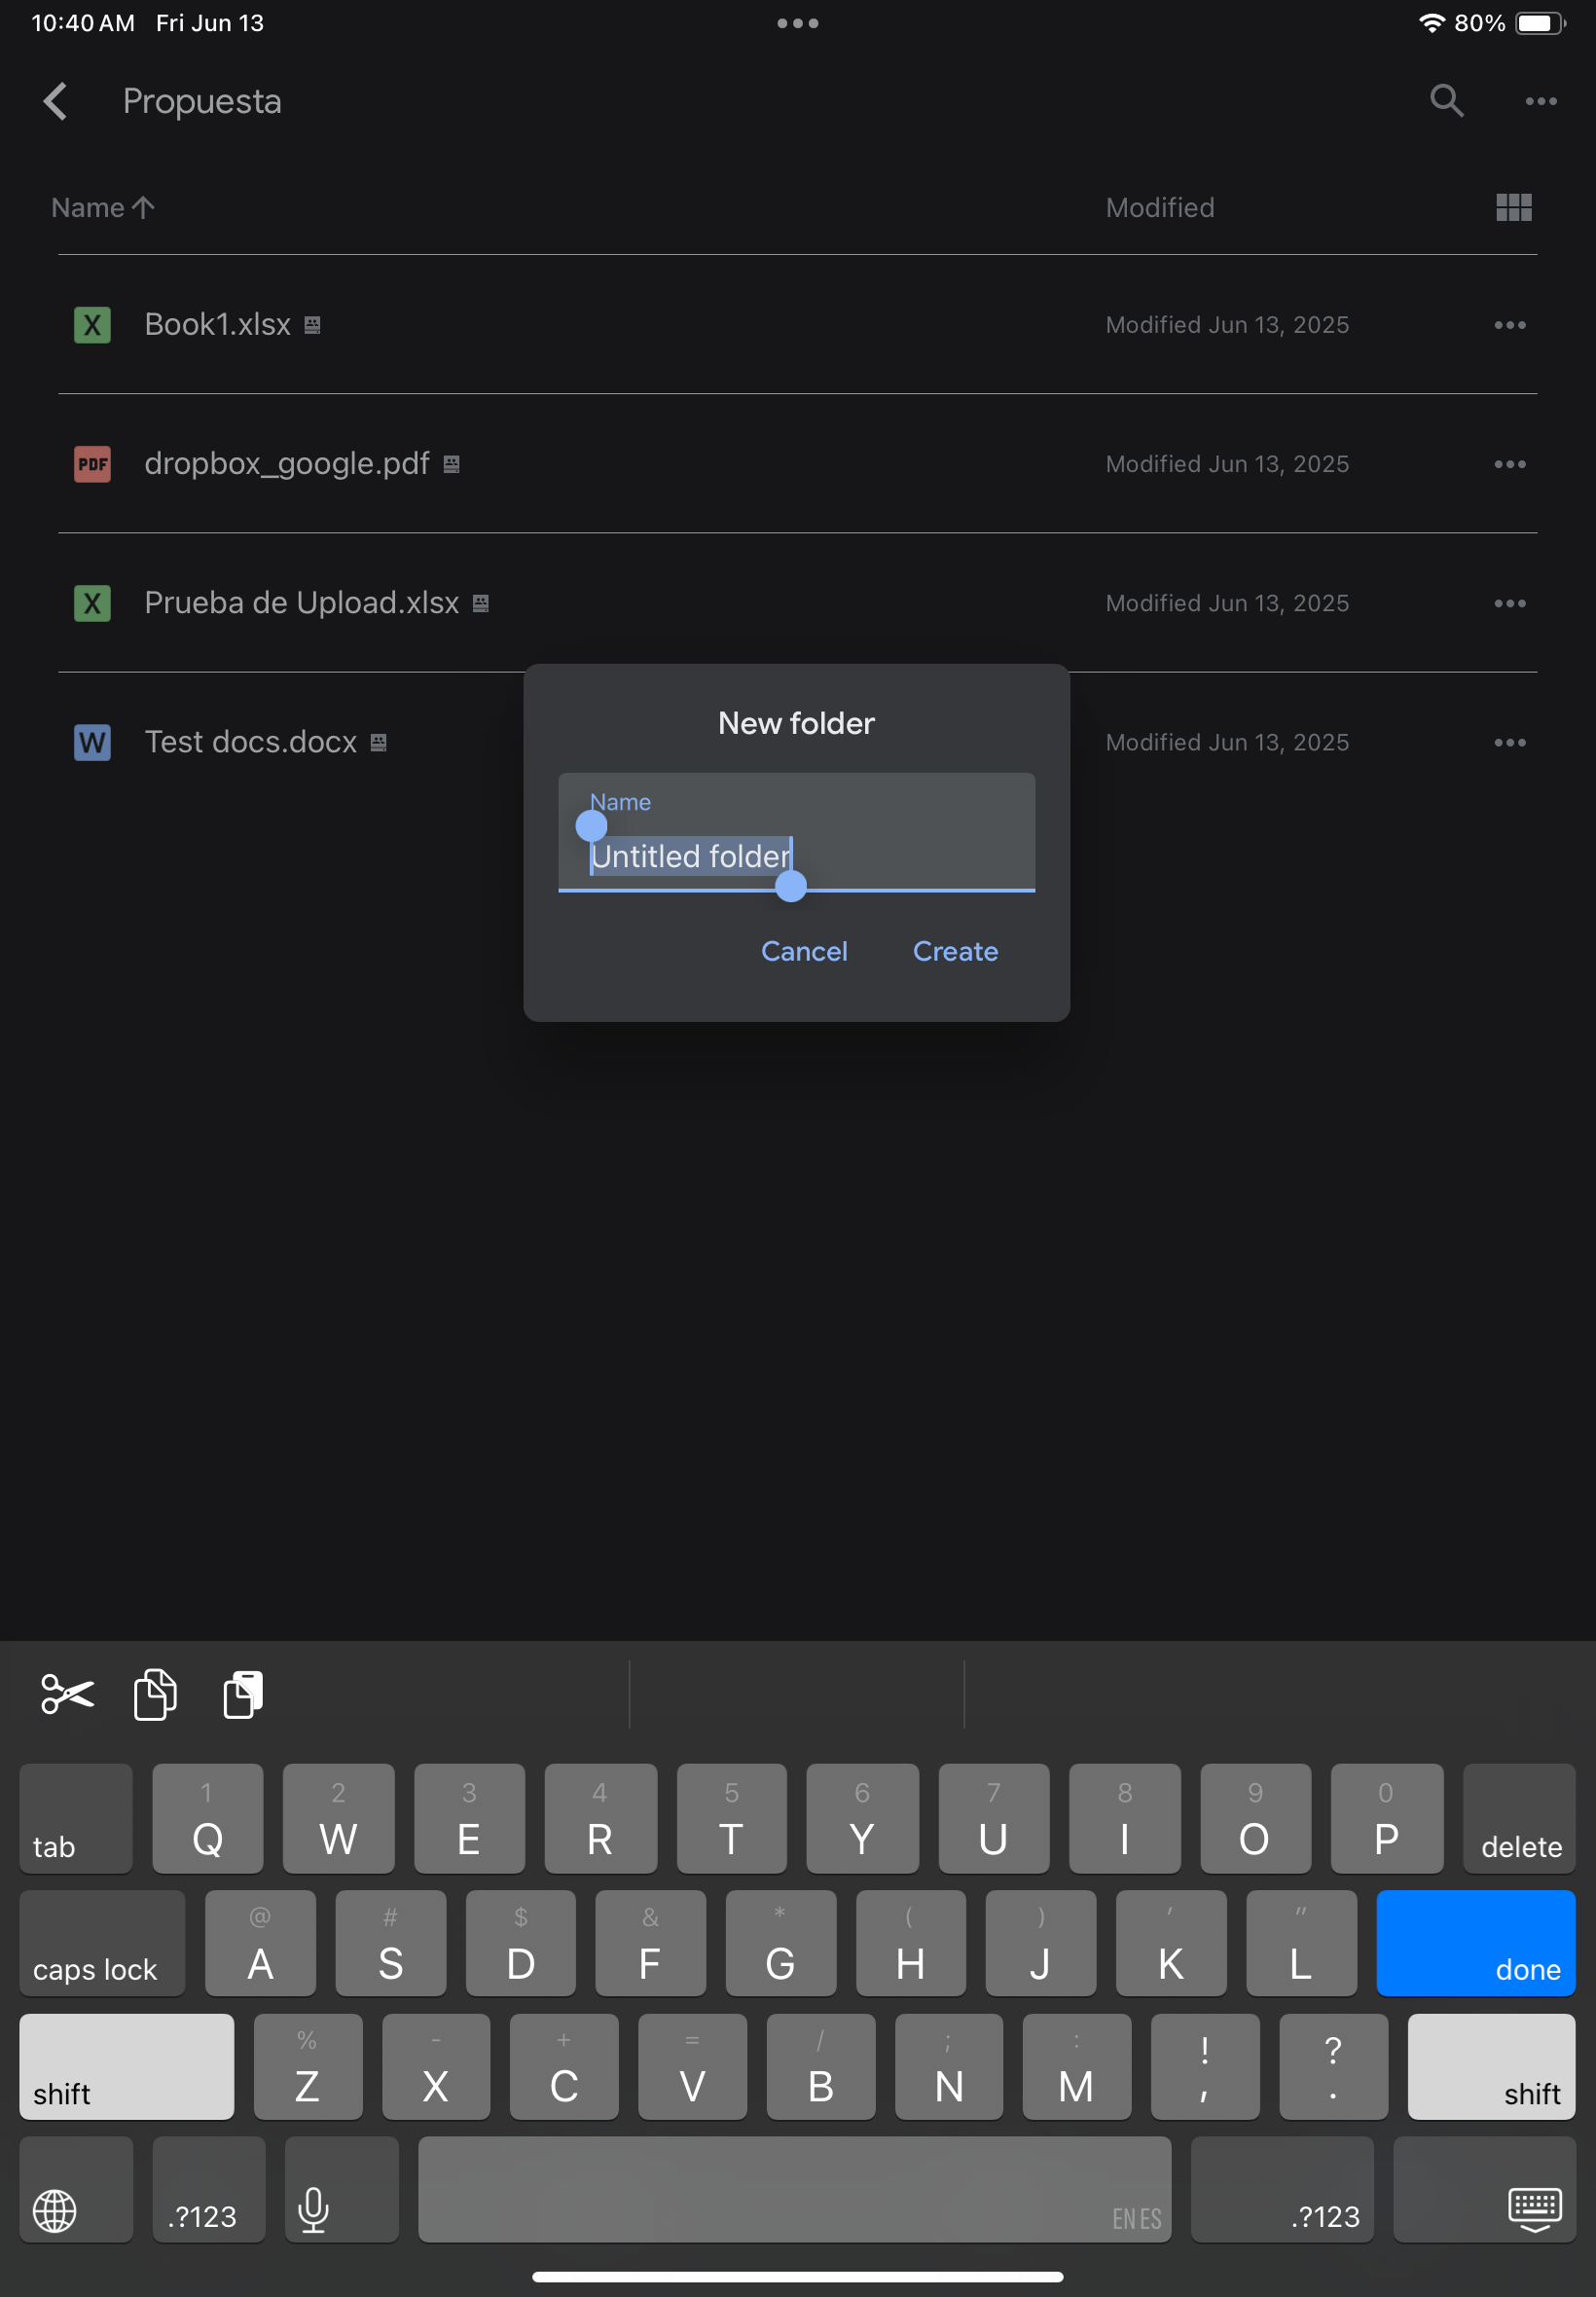 10:40 AM Fri Jun 13 80%
Propuesta
Name Modified
X Book1.xlsx Modified Jun 13, 2025
PDF dropbox_google.pdf Modified Jun 13, 2025
X Prueba de Upload.xlsx Modified Jun 13, 2025
W Test docs.docx Modified Jun 13, 2025
New folder
Name
Untitled folder
Cancel Create
1 2 3 4 5 6 7 8 9 0
tab Q W E R T Y U I O P delete
@ # $ & * ( ) ' "
caps lock A S D F G H J K L done
% - + = / ; : ! ?
shift Z X C V B N M , . shift
.?123 EN ES .?123